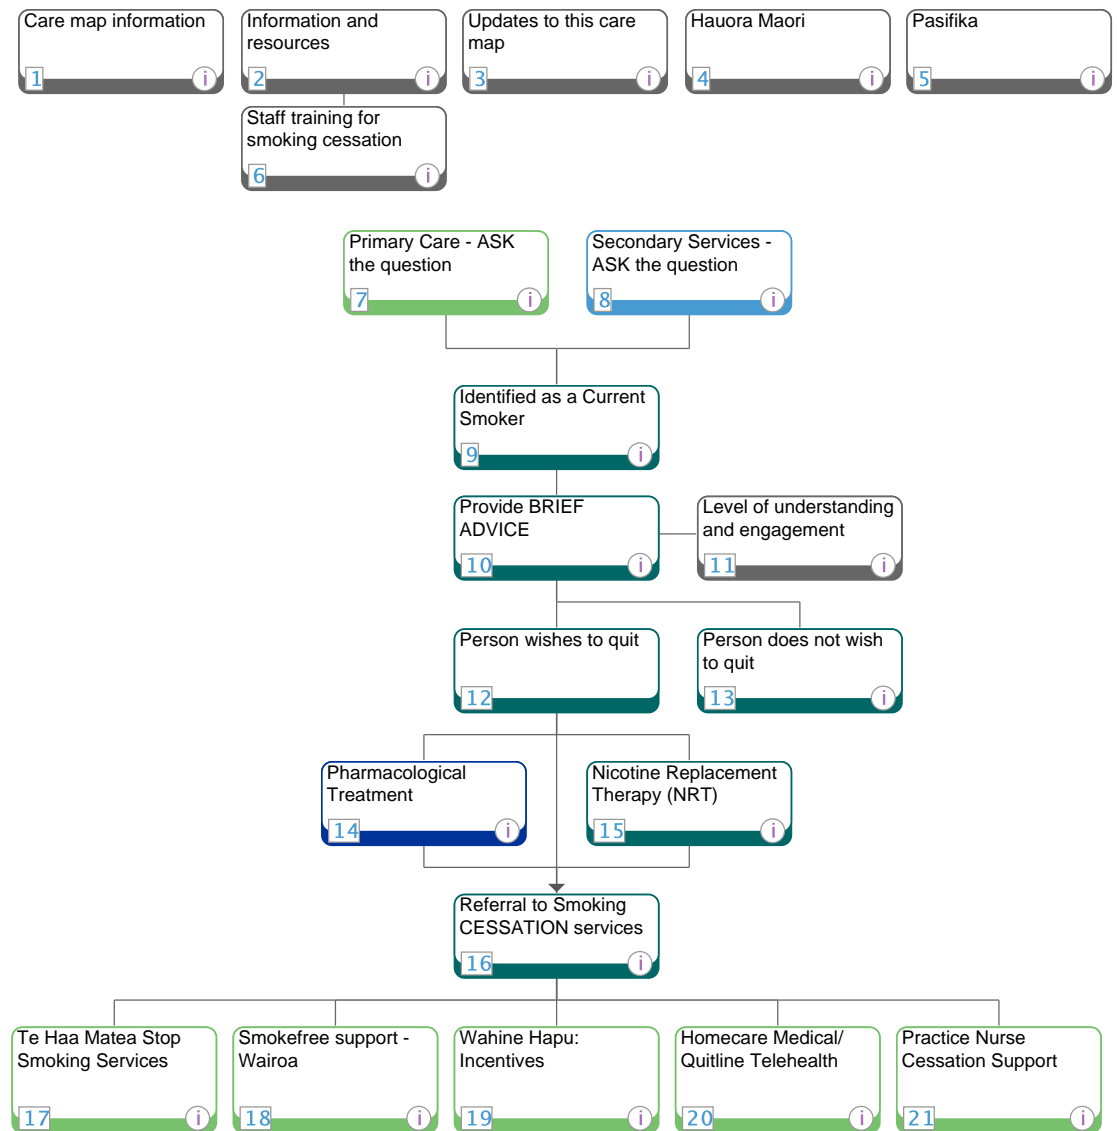 Care map information
1
i
Information and
resources
2
i
Updates to this care
map
3
i
Hauora Maori
4
i
Pasifika
5
i
Staff training for
smoking cessation
6
i
Primary Care - ASK
the question
7
i
Secondary Services -
ASK the question
8
i
Identified as a Current
Smoker
9
i
Provide BRIEF
ADVICE
10
i
Level of understanding
and engagement
11
i
Person wishes to quit
12
Person does not wish
to quit
13
i
Pharmacological
Treatment
14
i
Nicotine Replacement
Therapy (NRT)
15
i
Referral to Smoking
CESSATION services
16
i
Te Haa Matea Stop
Smoking Services
17
i
Smokefree support -
Wairoa
18
i
Wahine Hapu:
Incentives
19
i
Homecare Medical/
Quitline Telehealth
20
i
Practice Nurse
Cessation Support
21
i